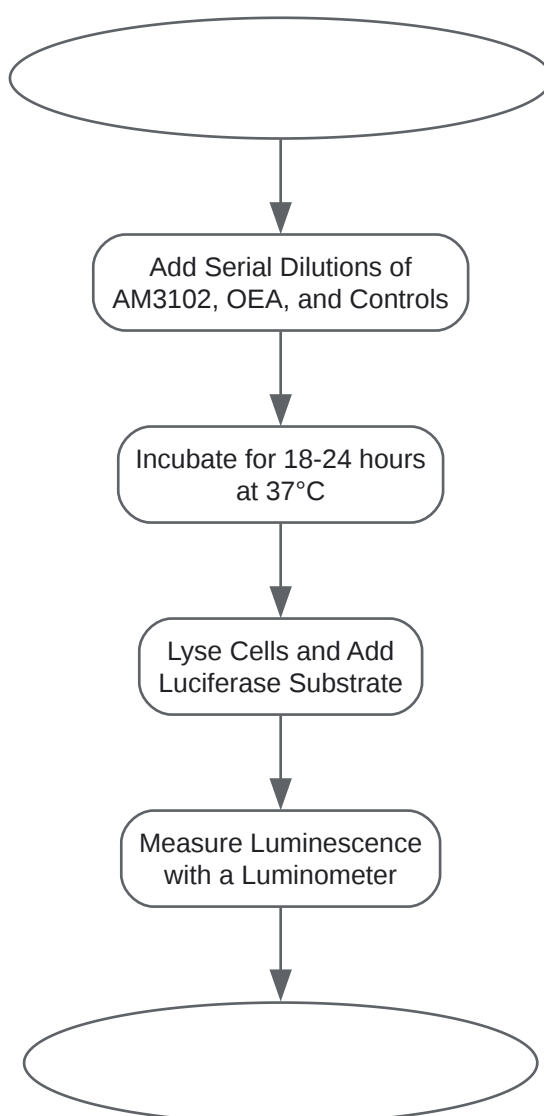 Add Serial Dilutions of
AM3102, OEA, and Controls
Incubate for 18-24 hours
at 37°C
Lyse Cells and Add
Luciferase Substrate
Measure Luminescence
with a Luminometer